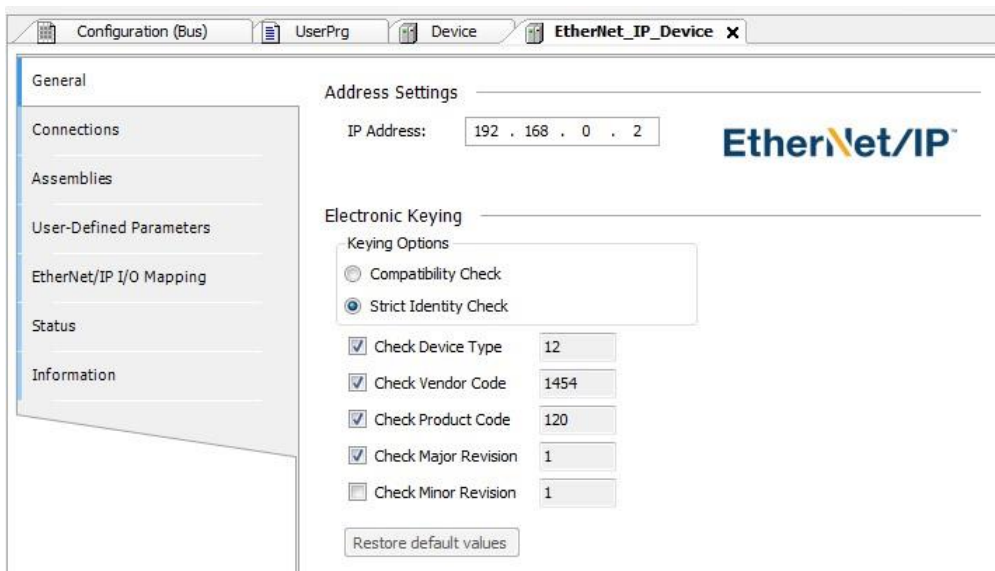 Configuration (Bus) UserPrg Device EtherNet_IP_Device
General
Connections
Assemblies
User-Defined Parameters
EtherNet/IP I/O Mapping
Status
Information
Address Settings
IP Address: 192 . 168 . 0 . 2
EtherNet/IP™
Electronic Keying
Keying Options
Compatibility Check
Strict Identity Check
Check Device Type 12
Check Vendor Code 1454
Check Product Code 120
Check Major Revision 1
Check Minor Revision 1
Restore default values